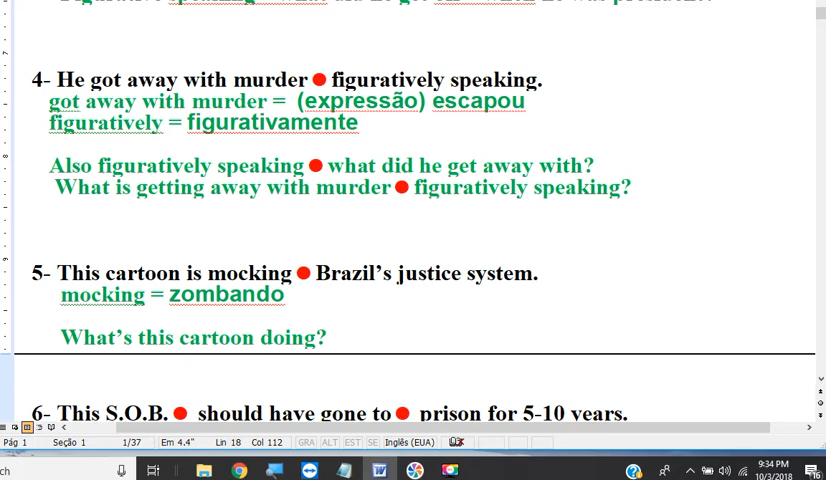 4- He got away with murder ● figuratively speaking.
got away with murder = (expressão) escapou
figuratively = figurativamente
Also figuratively speaking ● what did he get away with?
What is getting away with murder ● figuratively speaking?
5- This cartoon is mocking ● Brazil’s justice system.
mocking = zombando
What’s this cartoon doing?
6- This S.O.B. ● should have gone to ● prison for 5-10 years.
Pág 1 Seção 1 1/37 Em 4.4" Lin 18 Col 112 GRA ALT EST SE Inglês (EUA)
ch 9:34 PM
10/3/2018 16